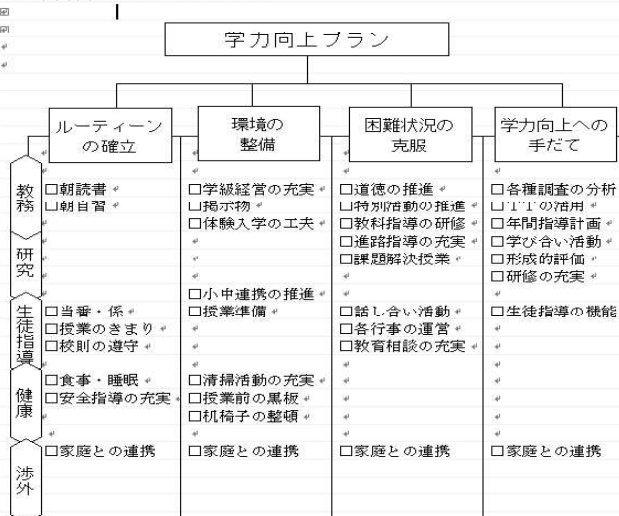 学力向上プラン
ルーティーン
の確立
環境の
整備
困難状況の
克服
学力向上への
手だて
教務
□朝読書
□朝自習
□学級経営の充実
□掲示物
□体験入学の工夫
□道徳の推進
□特別活動の推進
□教科指導の研修
□進路指導の充実
□課題解決授業
□各種調査の分析
□TTの活用
□年間指導計画
□学び合い活動
□形成的評価
□研修の充実
研究
□小中連携の推進
生徒指導
□当番・係
□授業のきまり
□校則の遵守
□授業準備
□話し合い活動
□各行事の運営
□教育相談の充実
□生徒指導の機能
健康
□食事・睡眠
□安全指導の充実
□清掃活動の充実
□授業前の黒板
□机椅子の整頓
渉外
□家庭との連携
□家庭との連携
□家庭との連携
□家庭との連携